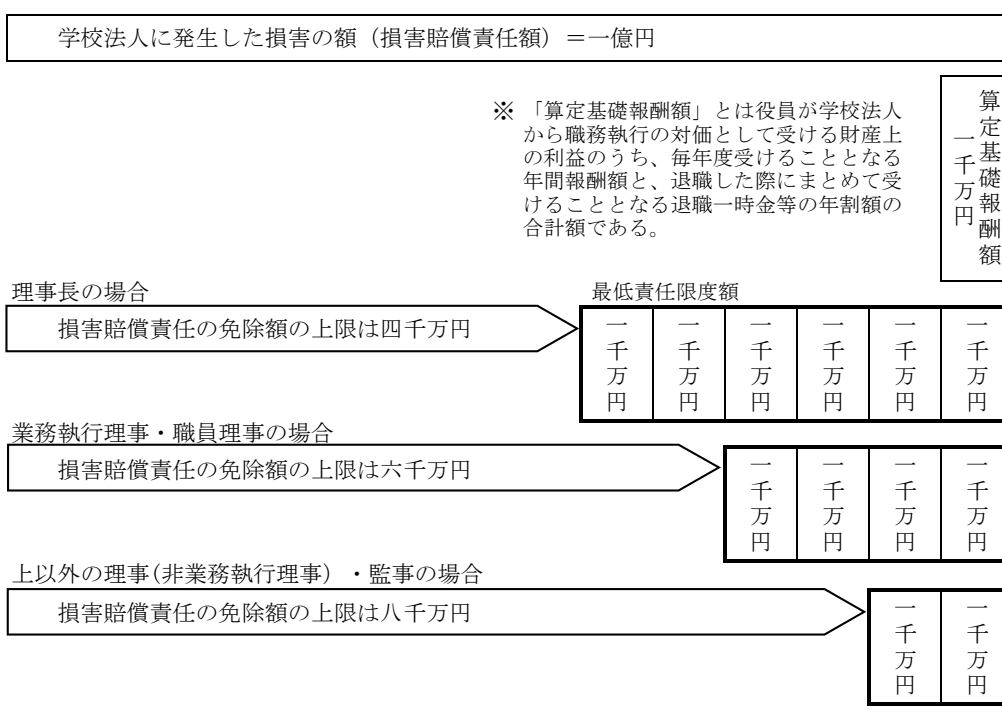 学校法人に発生した損害の額（損害賠償責任額）＝一億円
※ 「算定基礎報酬額」とは役員が学校法人
から職務執行の対価として受ける財産上
の利益のうち、毎年度受けることとなる
年間報酬額と、退職した際にまとめて受
けることとなる退職一時金等の年割額の
合計額である。
算定基礎報酬額
一千万円
理事長の場合
最低責任限度額
損害賠償責任の免除額の上限は四千万円
一千万円
一千万円
一千万円
一千万円
一千万円
一千万円
業務執行理事・職員理事の場合
損害賠償責任の免除額の上限は六千万円
一千万円
一千万円
一千万円
一千万円
上以外の理事(非業務執行理事）・監事の場合
損害賠償責任の免除額の上限は八千万円
一千万円
一千万円